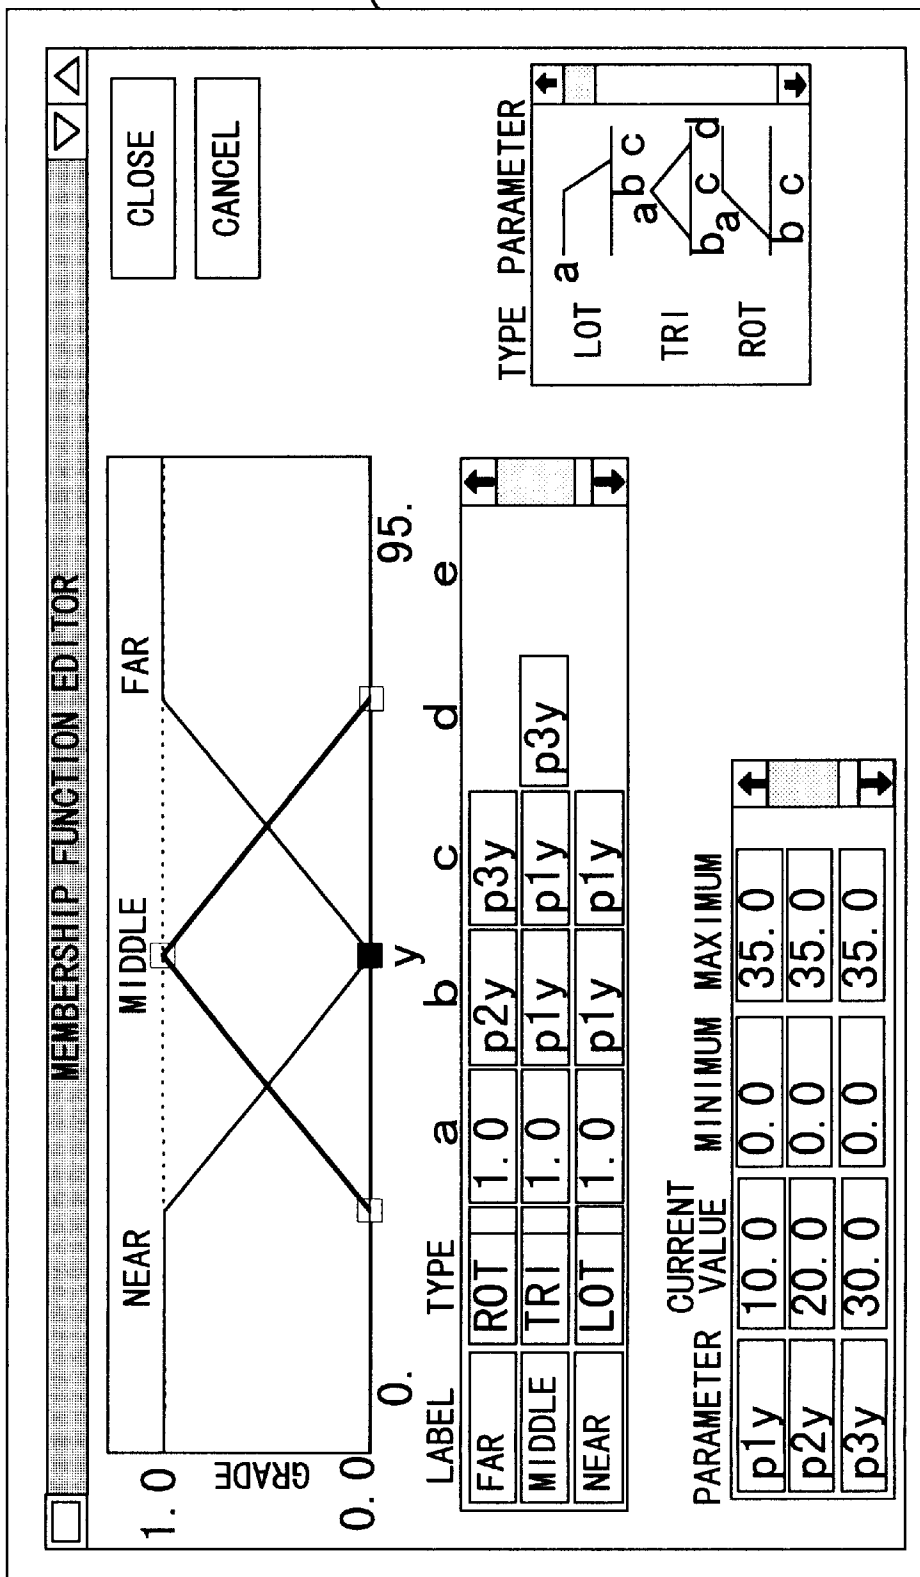 MEMBERSHIP FUNCTION EDITOR
CLOSE
CANCEL
NEAR MIDDLE FAR
1.0
GRADE
0.0
0. y 95.
LABEL TYPE a b c d e
FAR ROT 1.0 p2y p3y
MIDDLE TRI 1.0 p1y p1y p3y
NEAR LOT 1.0 p1y p1y
TYPE PARAMETER
LOT a b c
TRI a b c d
ROT a b c
PARAMETER CURRENT VALUE MINIMUM MAXIMUM
p1y 10.0 0.0 35.0
p2y 20.0 0.0 35.0
p3y 30.0 0.0 35.0